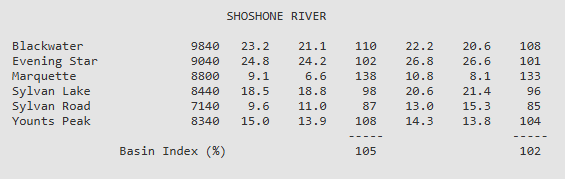 SHOSHONE RIVER
Blackwater 9840 23.2 21.1 110 22.2 20.6 108
Evening Star 9040 24.8 24.2 102 26.8 26.6 101
Marquette 8800 9.1 6.6 138 10.8 8.1 133
Sylvan Lake 8440 18.5 18.8 98 20.6 21.4 96
Sylvan Road 7140 9.6 11.0 87 13.0 15.3 85
Younts Peak 8340 15.0 13.9 108 14.3 13.8 104
----- -----
Basin Index (%) 105 102